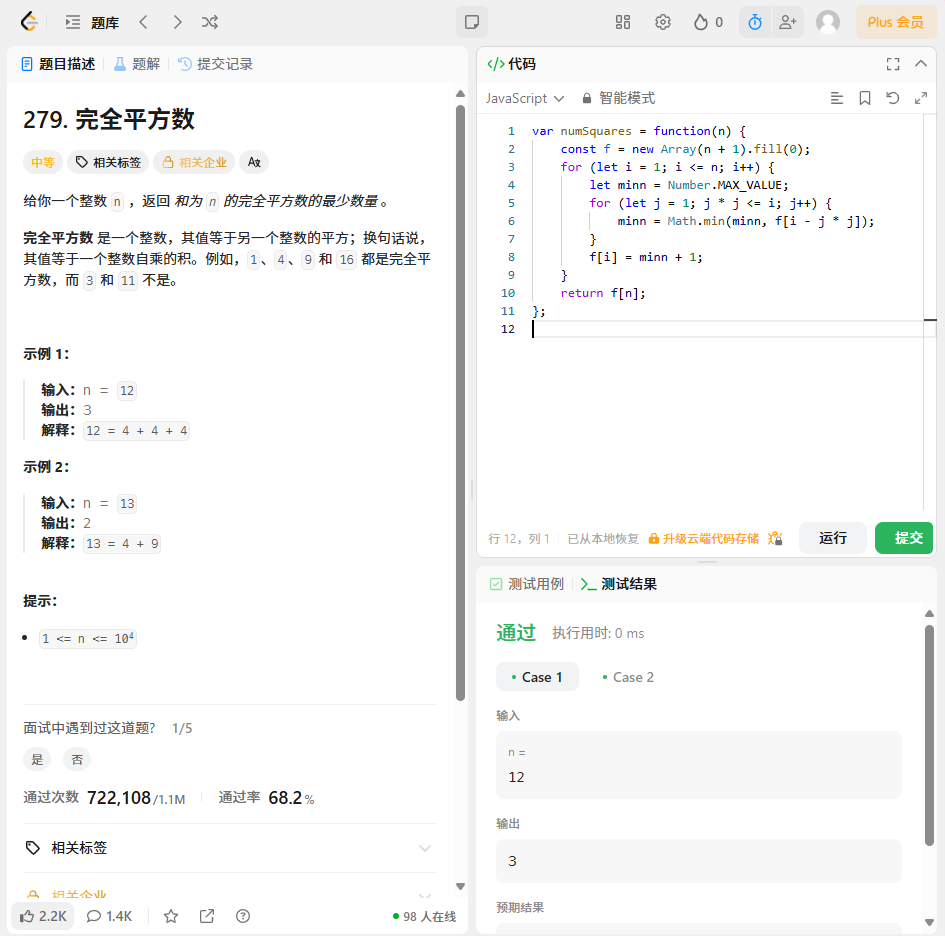 题库
0
Plus 会员
题目描述
题解
提交记录
279. 完全平方数
中等
相关标签
相关企业
给你一个整数 n ，返回 和为 n 的完全平方数的最少数量 。
完全平方数 是一个整数，其值等于另一个整数的平方；换句话说，
其值等于一个整数自乘的积。例如，1、4、9 和 16 都是完全平
方数，而 3 和 11 不是。
示例 1：
输入：n = 12
输出：3
解释：12 = 4 + 4 + 4
示例 2：
输入：n = 13
输出：2
解释：13 = 4 + 9
提示：
1 <= n <= 10⁴
面试中遇到过这道题? 1/5
是
否
通过次数 722,108/1.1M
通过率 68.2%
相关标签
相关企业
2.2K
1.4K
98 人在线
</> 代码
JavaScript
智能模式
1 var numSquares = function(n) {
2     const f = new Array(n + 1).fill(0);
3     for (let i = 1; i <= n; i++) {
4         let minn = Number.MAX_VALUE;
5         for (let j = 1; j * j <= i; j++) {
6             minn = Math.min(minn, f[i - j * j]);
7         }
8         f[i] = minn + 1;
9     }
10     return f[n];
11 };
12
行 12，列 1
已从本地恢复
升级云端代码存储
运行
提交
测试用例
测试结果
通过
执行用时: 0 ms
Case 1
Case 2
输入
n =
12
输出
3
预期结果